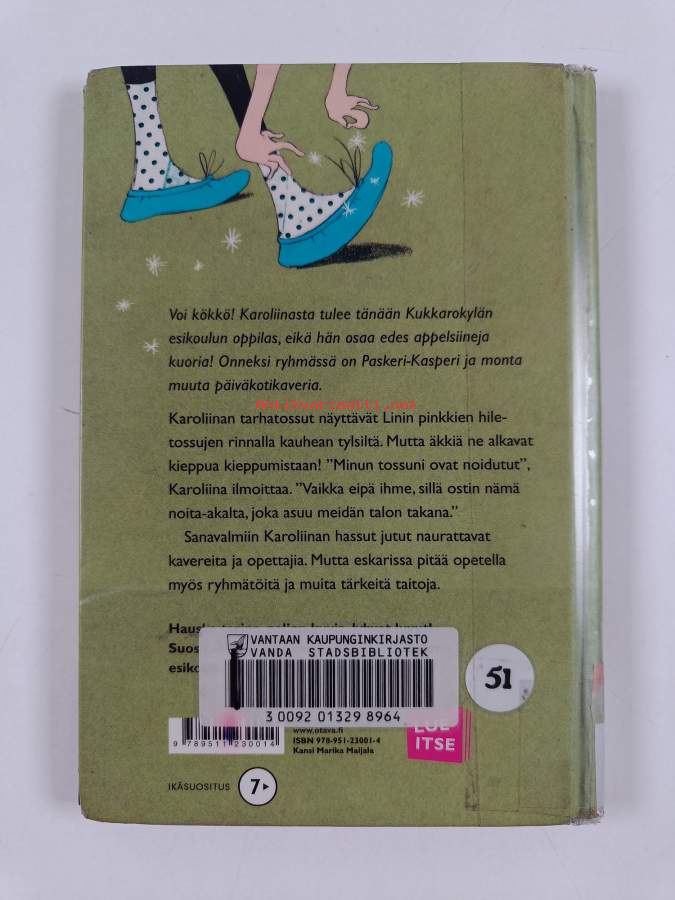 Voi kökkö! Karoliinasta tulee tänään Kukkarokylän
esikoulun oppilas, eikä hän osaa edes appelsiineja
kuoria! Onneksi ryhmässä on Paskeri-Kasperi ja monta
muuta päiväkotikaveria.
Karoliinan tarhatossut näyttävät Linin pinkkien hile-
tossujen rinnalla kauhean tylsiltä. Mutta äkkiä ne alkavat
kieppua kieppumistaan! ”Minun tossuni ovat noidutut”,
Karoliina ilmoittaa. ”Vaikka eipä ihme, sillä ostin nämä
noita-akalta, joka asuu meidän talon takana.”
Sanavalmiin Karoliinan hassut jutut naurattavat
kavereita ja opettajia. Mutta eskarissa pitää opetella
myös ryhmätöitä ja muita tärkeitä taitoja.
VANTAAN KAUPUNGINKIRJASTO
VANDA STADSBIBLIOTEK
3 0092 01329 8964
51
www.otava.fi
ISBN 978-951-23001-4
Kansi Marika Maijala
9 789511 230014
LUE
ITSE
IKÄSUOSITUS 7